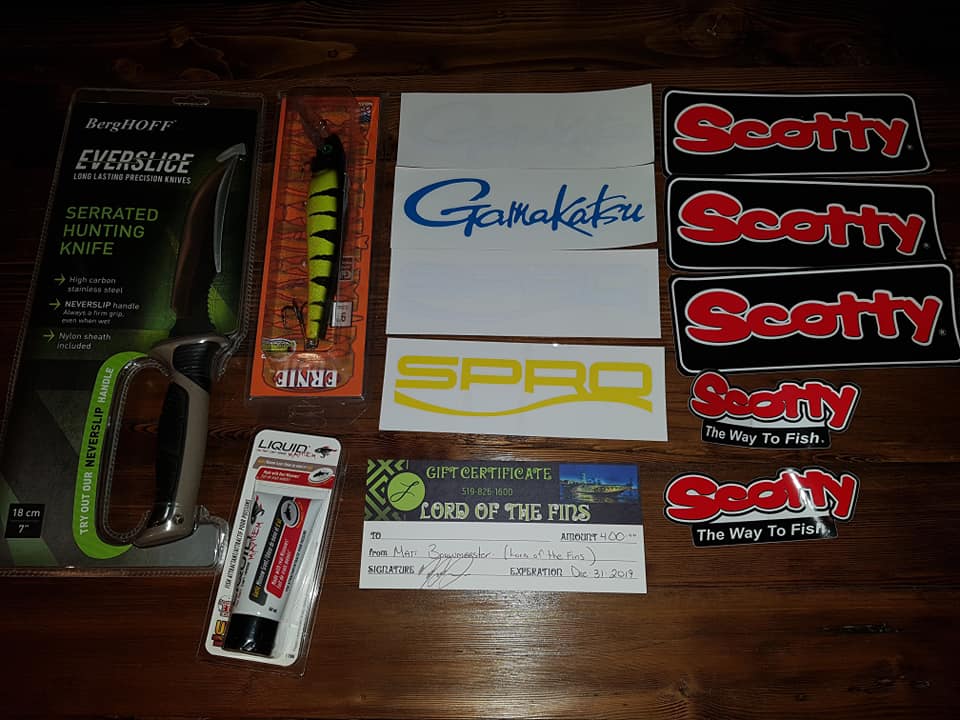 BergHOFF
EVERSLICE
LONG LASTING PRECISION KNIVES
SERRATED
HUNTING
KNIFE
High carbon
stainless steel
NEVERSLIP handle
Always a firm grip,
even when wet
Nylon sheath
included
TRY OUT OUR NEVERSLIP HANDLE
18 cm
7"
ERNIE
LIQUID
MAYHEM
Gamakatsu
SPRO
GIFT CERTIFICATE
519-826-1600
LORD OF THE FINS
TO
AMOUNT 400
from Matt (Lord of the Fins)
SIGNATURE
EXPERATION Dec 31 2019
Scotty
Scotty
Scotty
Scotty
The Way To Fish.
Scotty
The Way To Fish.